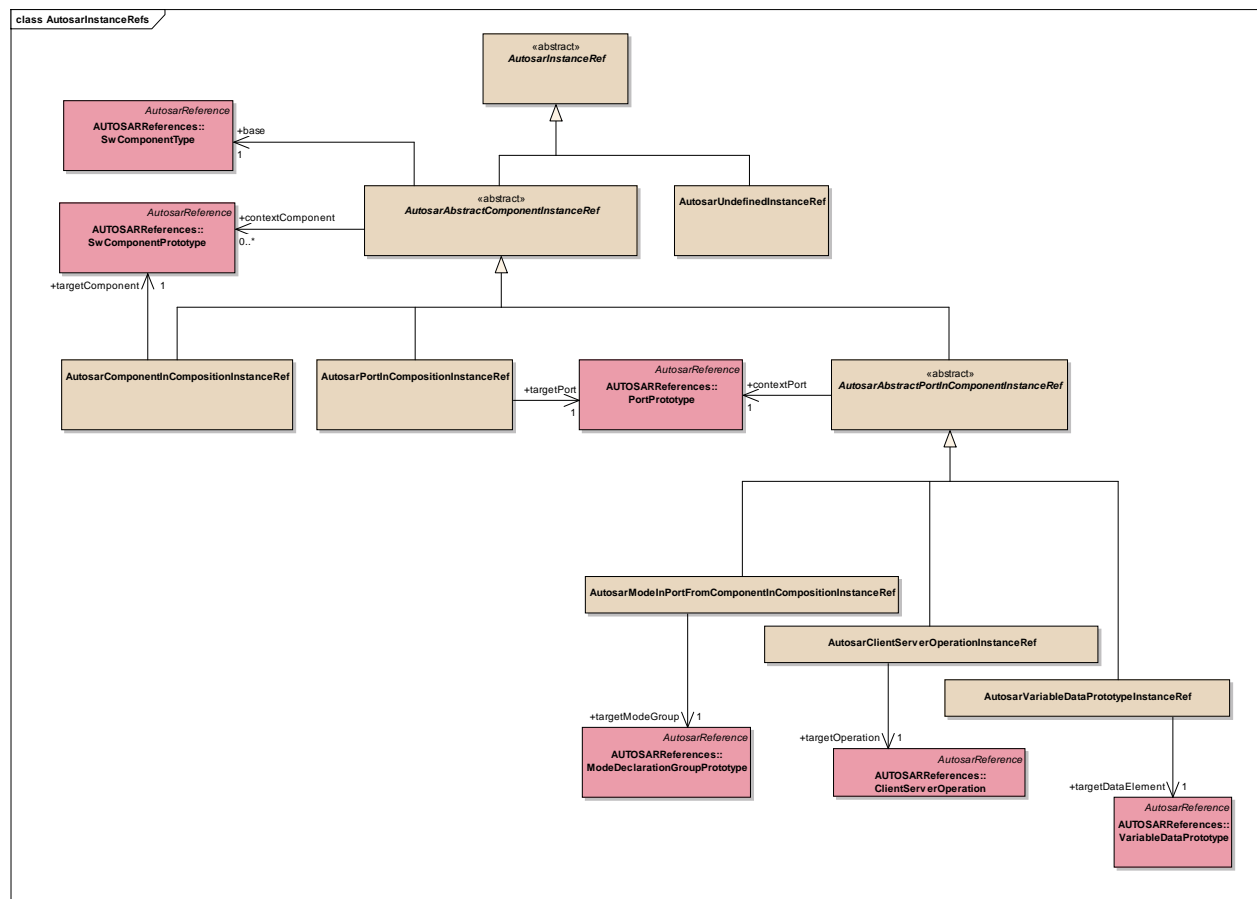 class AutosarInstanceRefs
«abstract»
AutosarInstanceRef
AutosarReference
AUTOSARReferences::
SwComponentType
+base
1
«abstract»
AutosarAbstractComponentInstanceRef
AutosarUndefinedInstanceRef
AutosarReference
AUTOSARReferences::
SwComponentPrototype
+contextComponent
0..*
+targetComponent
1
AutosarComponentInCompositionInstanceRef
AutosarPortInCompositionInstanceRef
+targetPort
1
AutosarReference
AUTOSARReferences::
PortPrototype
+contextPort
1
«abstract»
AutosarAbstractPortInComponentInstanceRef
AutosarModeInPortFromComponentInCompositionInstanceRef
AutosarClientServerOperationInstanceRef
AutosarVariableDataPrototypeInstanceRef
+targetModeGroup
1
AutosarReference
AUTOSARReferences::
ModeDeclarationGroupPrototype
+targetOperation
1
AutosarReference
AUTOSARReferences::
ClientServerOperation
+targetDataElement
1
AutosarReference
AUTOSARReferences::
VariableDataPrototype